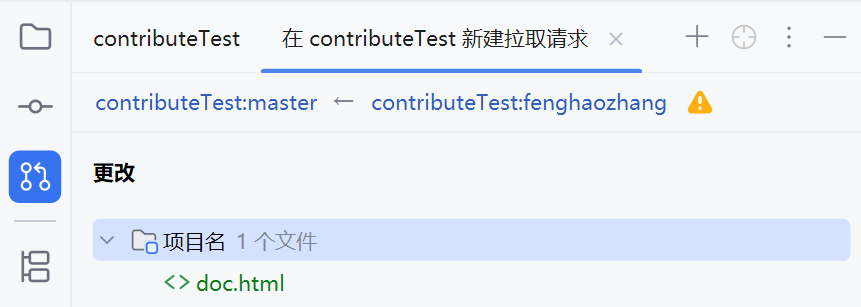 contributeTest 在 contributeTest 新建拉取请求
contributeTest:master ← contributeTest:fenghaozhang
更改
项目名 1 个文件
<> doc.html